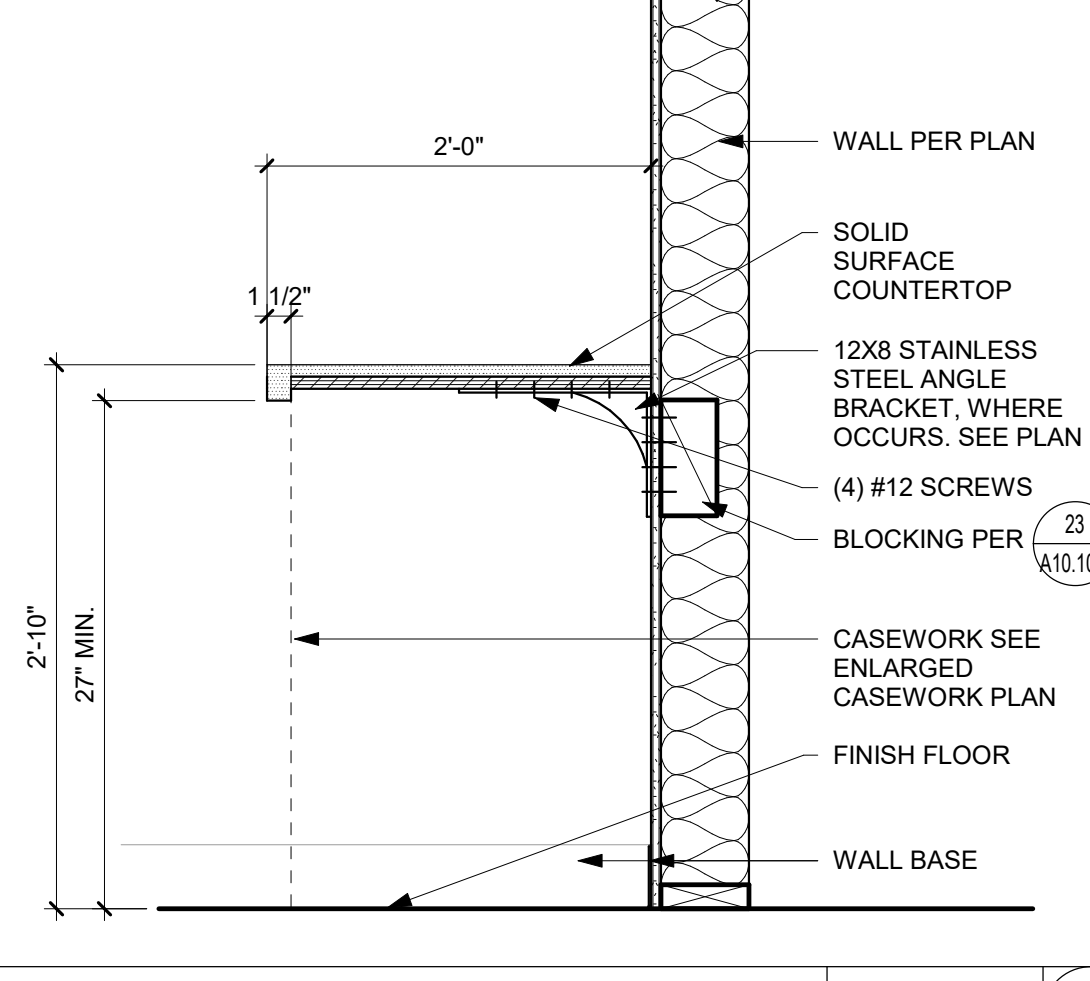 2'-0"
WALL PER PLAN
SOLID
SURFACE
COUNTERTOP
1 1/2"
12X8 STAINLESS
STEEL ANGLE
BRACKET, WHERE
OCCURS. SEE PLAN
(4) #12 SCREWS
BLOCKING PER
23
2'-10"
27" MIN.
CASEWORK SEE
ENLARGED
CASEWORK PLAN
FINISH FLOOR
WALL BASE